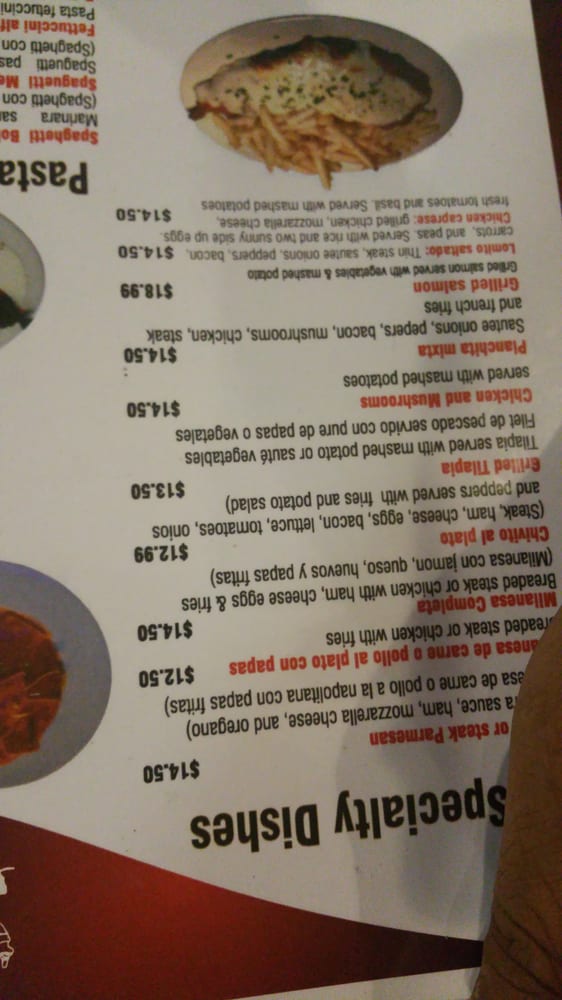 Specialty Dishes
$14.50
or steak Parmesan
ra sauce, ham, mozzarella cheese, and oregano)
esa de carne o pollo a la napolitana con papas fritas)
anesa de carne o pollo al plato con papas $12.50
Breaded steak or chicken with fries
Milanesa Completa $14.50
Breaded steak or chicken with ham, cheese eggs & fries
(Milanesa con jamon, queso, huevos y papas fritas)
Chivito al plato $12.99
(Steak, ham, cheese, eggs, bacon, lettuce, tomatoes, onios
and peppers served with fries and potato salad)
Grilled Tilapia $13.50
Tilapia served with mashed potato or sauté vegetables
Filet de pescado servido con pure de papas o vegetales
Chicken and Mushrooms $14.50
served with mashed potatoes
Planchita mixta $14.50
Sautee onions, pepers, bacon, mushrooms, chicken, steak
and french fries
Grilled salmon $18.99
Grilled salmon served with vegetables & mashed potato
Lomito saltado: Thin steak, sautee onions, peppers, bacon, $14.50
carrots, and peas. Served with rice and two sunny side up eggs.
Chicken caprese: grilled chicken, mozzarella cheese,
fresh tomatoes and basil. Served with mashed potatoes $14.50
Pasta
Spaghetti Bol
Marinara sa
(Spaghetti con
Spaguetti Me
Spaguetti pas
(Spaghetti con
Fettuccini alf
Pasta fetuccin